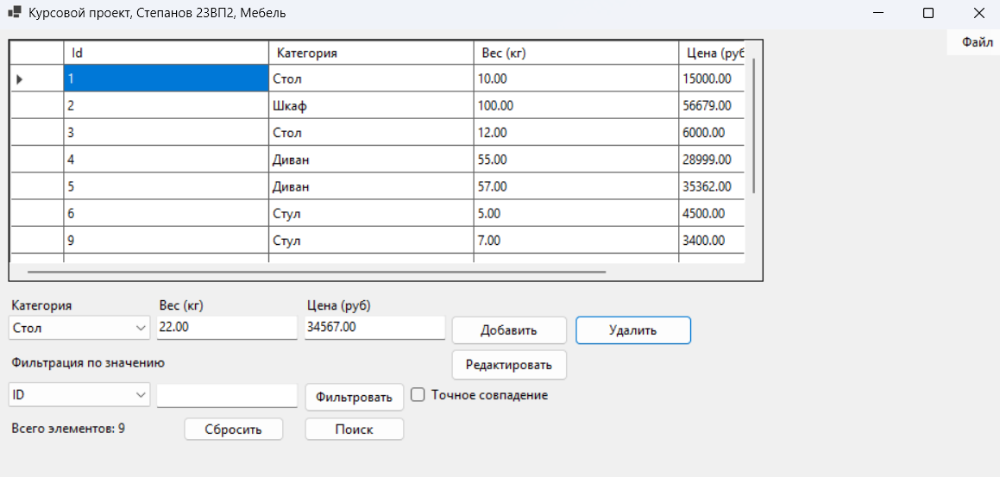 Курсовой проект, Степанов 23ВП2, Мебель
Файл
Id Категория Вес (кг) Цена (руб
1 Стол 10.00 15000.00
2 Шкаф 100.00 56679.00
3 Стол 12.00 6000.00
4 Диван 55.00 28999.00
5 Диван 57.00 35362.00
6 Стул 5.00 4500.00
9 Стул 7.00 3400.00
Категория Вес (кг) Цена (руб)
Стол 22.00 34567.00 Добавить Удалить
Фильтрация по значению Редактировать
ID Фильтровать Точное совпадение
Всего элементов: 9 Сбросить Поиск